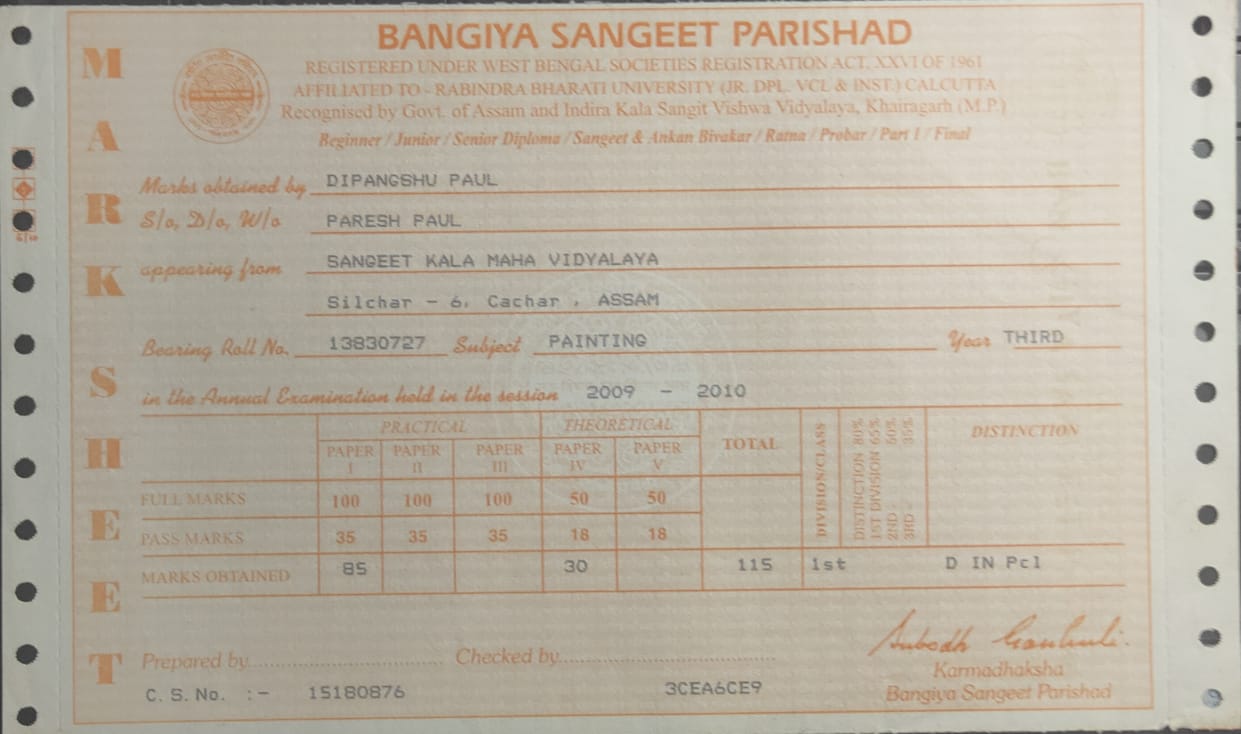 MARKSHEET
BANGIYA SANGEET PARISHAD
REGISTERED UNDER WEST BENGAL SOCIETIES REGISTRATION ACT, XXVI OF 1961
AFFILIATED TO - RABINDRA BHARATI UNIVERSITY (JR. DPL. VCL & INST.) CALCUTTA
Recognised by Govt. of Assam and Indira Kala Sangit Vishwa Vidyalaya, Khairagarh (M.P.)
Beginner / Junior / Senior Diploma / Sangeet & Ankan Bivakar / Ratna / Probar / Part I / Final
Marks obtained by DIPANGSHU PAUL
S/o, D/o, W/o PARESH PAUL
appearing from SANGEET KALA MAHA VIDYALAYA
Silchar - 6, Cachar , ASSAM
Bearing Roll No. 13830727 Subject PAINTING Year THIRD
in the Annual Examination held in the session 2009 - 2010
PRACTICAL THEORETICAL TOTAL DIVISION/CLASS DISTINCTION 80% 1ST DIVISION 65% 2ND - 50% 3RD - 35% DISTINCTION
PAPER I PAPER II PAPER III PAPER IV PAPER V
FULL MARKS 100 100 100 50 50
PASS MARKS 35 35 35 18 18
MARKS OBTAINED 85 30 115 1st D IN Pcl
Prepared by Checked by
Karmadhaksha
C. S. No. :- 15180876 3CEA6CE9 Bangiya Sangeet Parishad